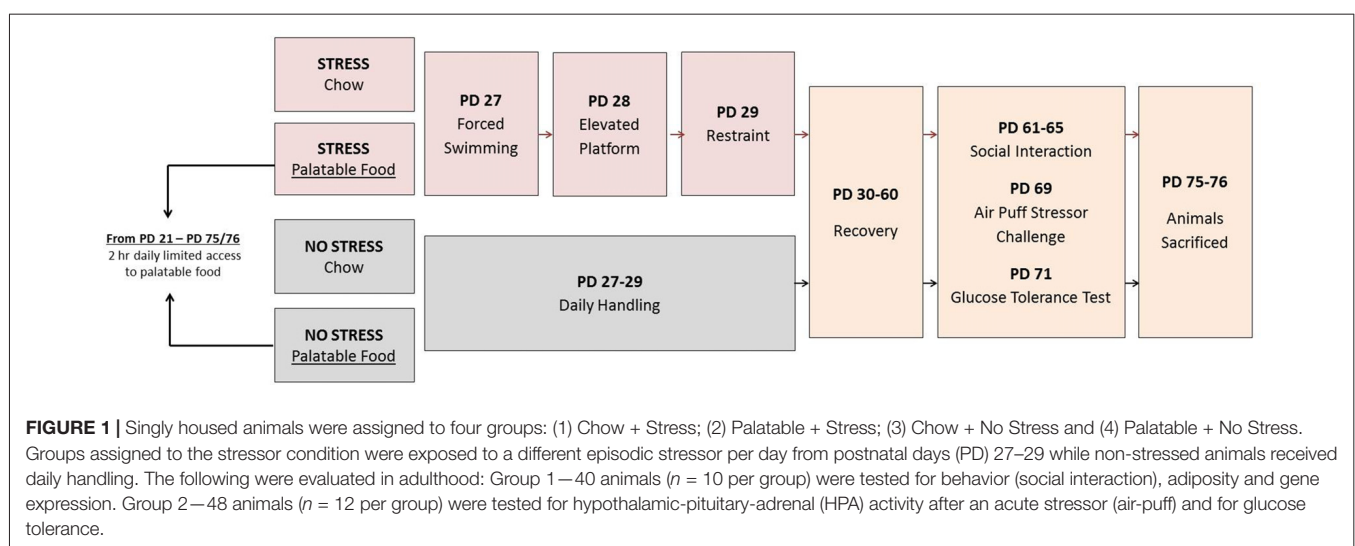 STRESS
Chow
STRESS
Palatable Food
From PD 21 – PD 75/76
2 hr daily limited access
to palatable food
NO STRESS
Chow
NO STRESS
Palatable Food
PD 27
Forced
Swimming
PD 28
Elevated
Platform
PD 29
Restraint
PD 27-29
Daily Handling
PD 30-60
Recovery
PD 61-65
Social Interaction
PD 69
Air Puff Stressor
Challenge
PD 71
Glucose Tolerance Test
PD 75-76
Animals
Sacrificed
FIGURE 1 | Singly housed animals were assigned to four groups: (1) Chow + Stress; (2) Palatable + Stress; (3) Chow + No Stress and (4) Palatable + No Stress.
Groups assigned to the stressor condition were exposed to a different episodic stressor per day from postnatal days (PD) 27–29 while non-stressed animals received
daily handling. The following were evaluated in adulthood: Group 1—40 animals (n = 10 per group) were tested for behavior (social interaction), adiposity and gene
expression. Group 2—48 animals (n = 12 per group) were tested for hypothalamic-pituitary-adrenal (HPA) activity after an acute stressor (air-puff) and for glucose
tolerance.